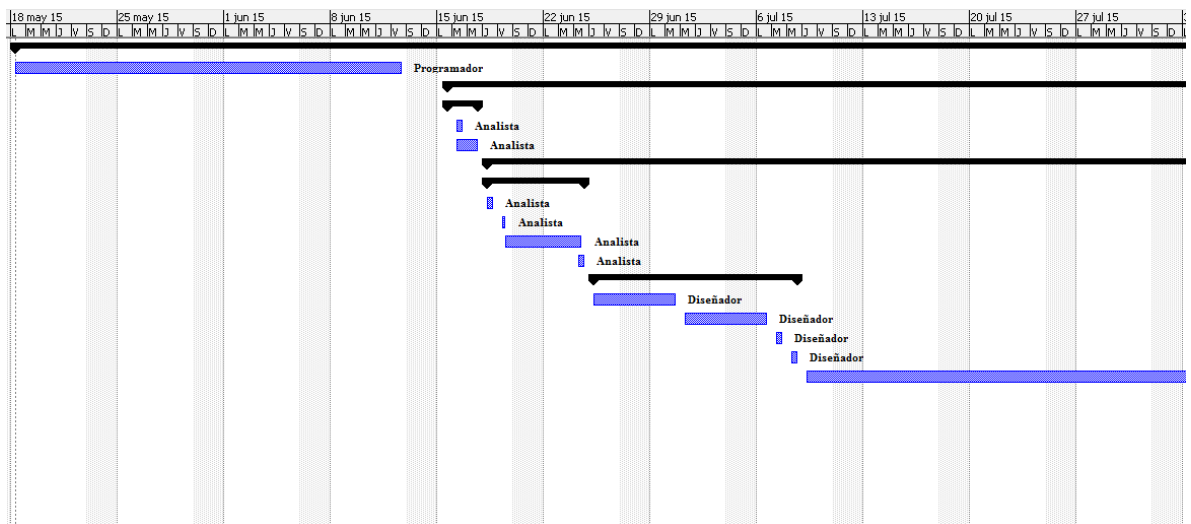 18 may 15 25 may 15 1 jun 15 8 jun 15 15 jun 15 22 jun 15 29 jun 15 6 jul 15 13 jul 15 20 jul 15 27 jul 15
L M M J V S D L M M J V S D L M M J V S D L M M J V S D L M M J V S D L M M J V S D L M M J V S D L M M J V S D L M M J V S D L M M J V S D L M M J V S D
Programador
Analista
Analista
Analista
Analista
Analista
Analista
Diseñador
Diseñador
Diseñador
Diseñador